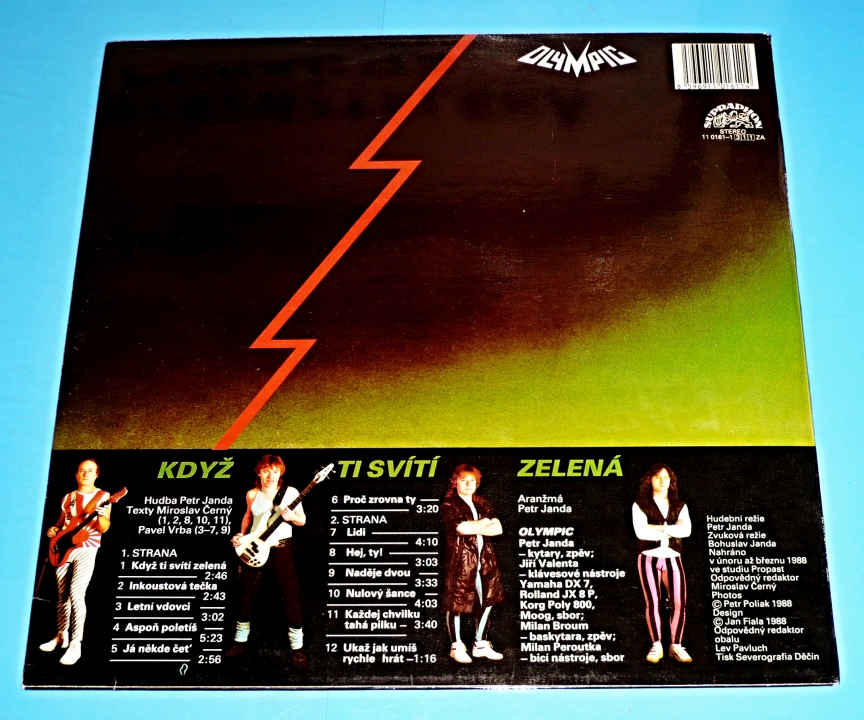 OLYMPIC
8 596911 016114
SUPRAPHON
STEREO
11 0161-1 311 ZA
KDYŽ TI SVÍTÍ ZELENÁ
Hudba Petr Janda
Texty Miroslav Černý
(1, 2, 8, 10, 11),
Pavel Vrba (3–7, 9)
1. STRANA
1 Když ti svítí zelená
2:46
2 Inkoustová tečka
2:43
3 Letní vdovci
3:02
4 Aspoň poletíš
5:23
5 Já někde čet'
2:56
6 Proč zrovna ty
3:20
2. STRANA
7 Lidi
4:10
8 Hej, ty!
3:03
9 Naděje dvou
3:33
10 Nulový šance
4:03
11 Každej chvilku
tahá pilku – 3:40
12 Ukaž jak umíš
rychle hrát –1:16
Aranžmá
Petr Janda
OLYMPIC
Petr Janda
– kytary, zpěv;
Jiří Valenta
– klávesové nástroje
Yamaha DX 7,
Rolland JX 8 P,
Korg Poly 800,
Moog, sbor;
Milan Broum
– baskytara, zpěv;
Milan Peroutka
– bicí nástroje, sbor
Hudební režie
Petr Janda
Zvuková režie
Bohuslav Janda
Nahráno
v únoru až březnu 1988
ve studiu Propast
Odpovědný redaktor
Miroslav Černý
Photos
© Petr Poliak 1988
Design
© Jan Fiala 1988
Odpovědný redaktor
obalu
Lev Pavluch
Tisk Severografia Děčín